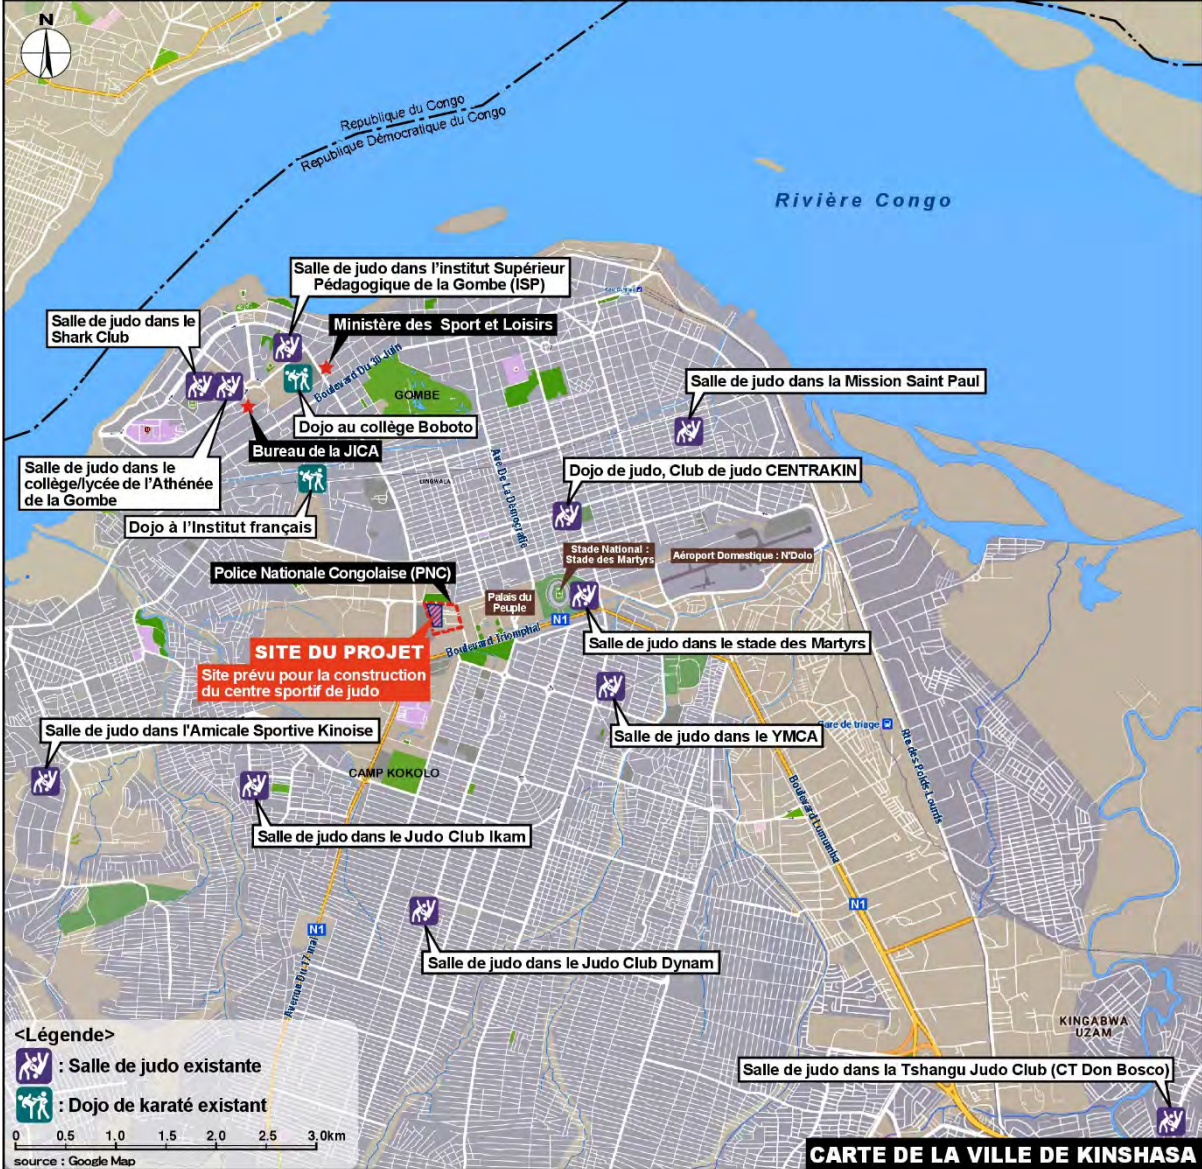 N
Republique du Congo
République Démocratique du Congo
Rivière Congo
Salle de judo dans l'institut Supérieur
Pédagogique de la Gombe (ISP)
Salle de judo dans le
Shark Club
Ministère des Sport et Loisirs
Boulevard Du 30 Juin
GOMBE
Salle de judo dans la Mission Saint Paul
Dojo au collège Boboto
Bureau de la JICA
Salle de judo dans le
collège/lycée de l'Athénée
de la Gombe
LINGWALA
Ave De La Démocratie
Dojo de judo, Club de judo CENTRAKIN
Dojo à l'Institut français
Stade National :
Stade des Martyrs
Aéroport Domestique : N'Dolo
Police Nationale Congolaise (PNC)
Palais du
Peuple
N1
Boulevard Triomphal
SITE DU PROJET
Site prévu pour la construction
du centre sportif de judo
Salle de judo dans le stade des Martyrs
Salle de judo dans l'Amicale Sportive Kinoise
Salle de judo dans le YMCA
Gare de triage
Rte des Poids Lourds
CAMP KOKOLO
Boulevard Lumumba
Salle de judo dans le Judo Club Ikam
N1
N1
Avenue Du 17 mai
Salle de judo dans le Judo Club Dynam
KINGABWA
UZAM
Salle de judo dans la Tshangu Judo Club (CT Don Bosco)
<Légende>
: Salle de judo existante
: Dojo de karaté existant
0 0.5 1.0 1.5 2.0 2.5 3.0km
source : Google Map
CARTE DE LA VILLE DE KINSHASA